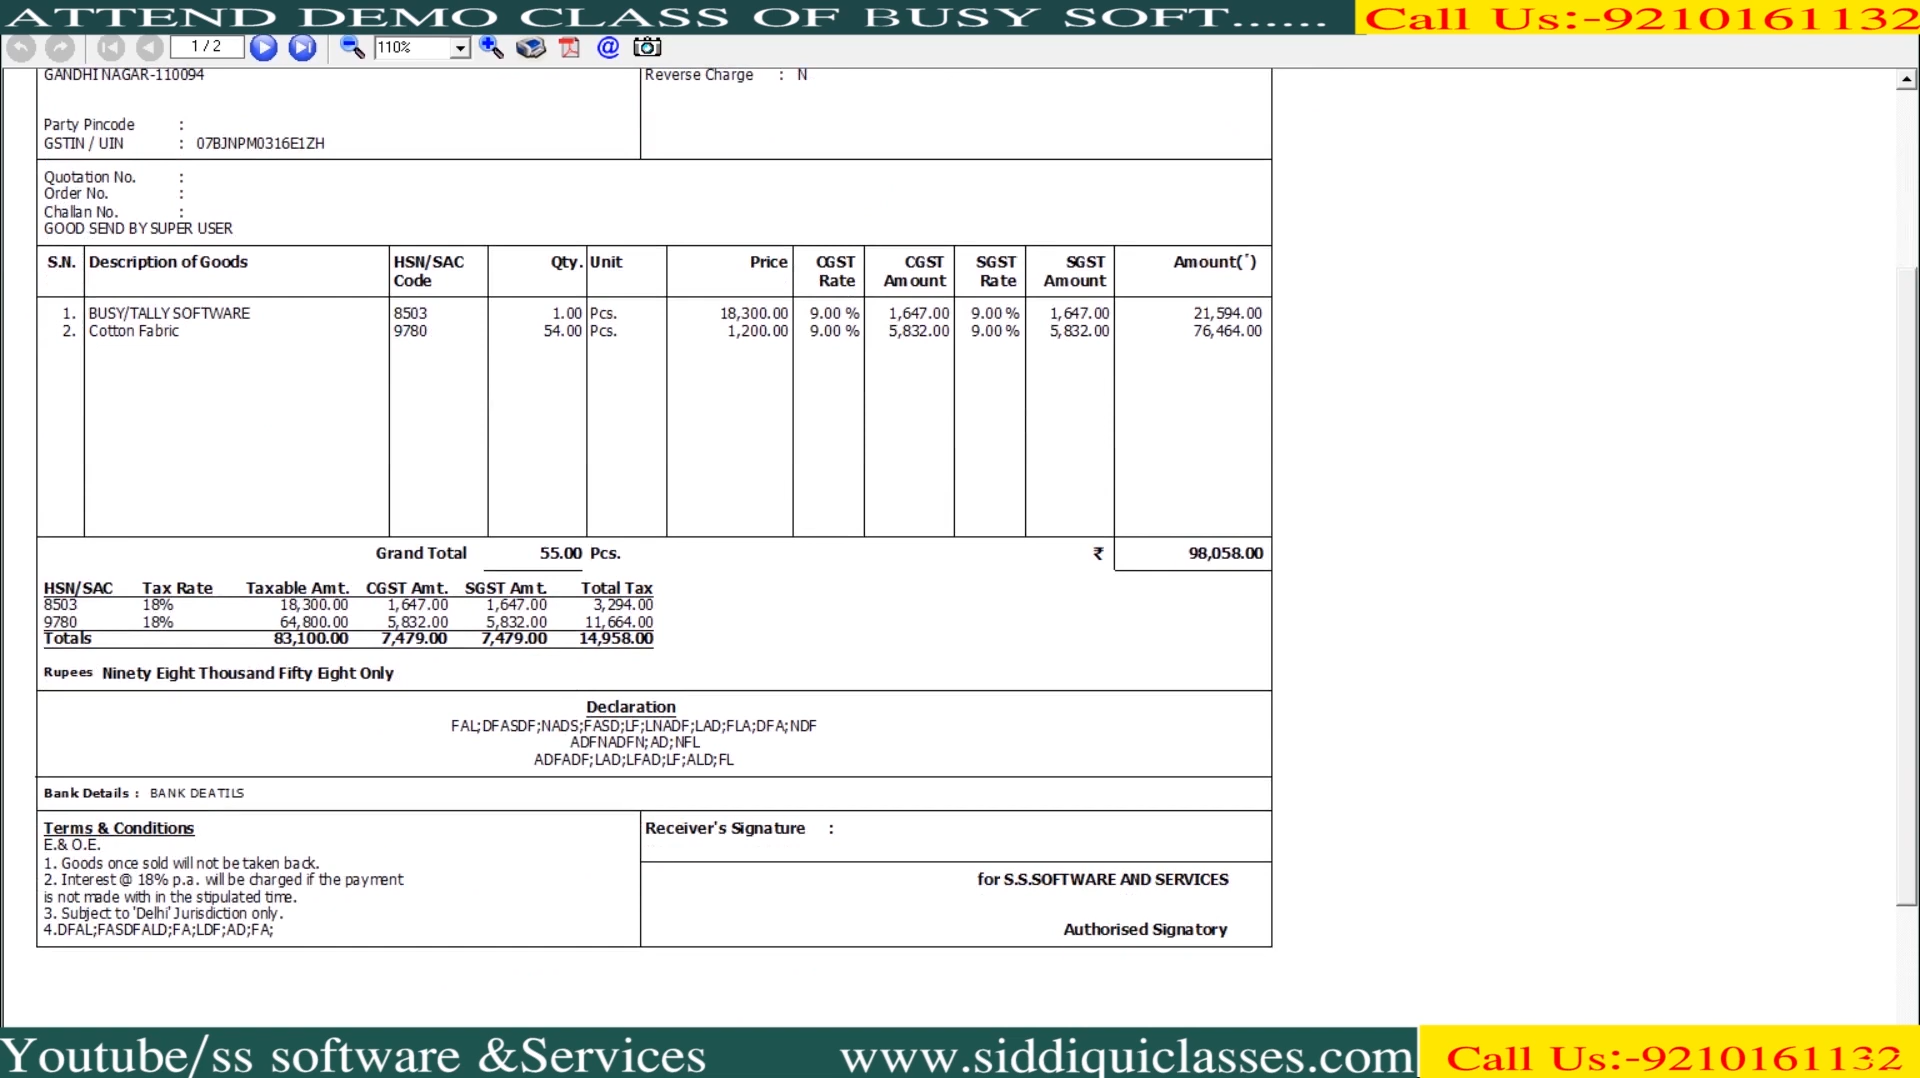 ATTEND DEMO CLASS OF BUSY SOFT......
Call Us:-9210161132
1 / 2
110%
GANDHI NAGAR-110094
Reverse Charge : N
Party Pincode :
GSTIN / UIN : 07BJNPM0316E1ZH
Quotation No. :
Order No. :
Challan No. :
GOOD SEND BY SUPER USER
S.N. Description of Goods HSN/SAC Code Qty. Unit Price CGST Rate CGST Amount SGST Rate SGST Amount Amount(`)
1. BUSY/TALLY SOFTWARE 8503 1.00 Pcs. 18,300.00 9.00 % 1,647.00 9.00 % 1,647.00 21,594.00
2. Cotton Fabric 9780 54.00 Pcs. 1,200.00 9.00 % 5,832.00 9.00 % 5,832.00 76,464.00
Grand Total 55.00 Pcs. ₹ 98,058.00
HSN/SAC Tax Rate Taxable Amt. CGST Amt. SGST Amt. Total Tax
8503 18% 18,300.00 1,647.00 1,647.00 3,294.00
9780 18% 64,800.00 5,832.00 5,832.00 11,664.00
Totals 83,100.00 7,479.00 7,479.00 14,958.00
Rupees Ninety Eight Thousand Fifty Eight Only
Declaration
FAL;DFASDF;NADS;FASD;LF;LNADF;LAD;FLA;DFA;NDF
ADFNADFN;AD;NFL
ADFADF;LAD;LFAD;LF;ALD;FL
Bank Details : BANK DEATILS
Terms & Conditions
E.& O.E.
1. Goods once sold will not be taken back.
2. Interest @ 18% p.a. will be charged if the payment
is not made with in the stipulated time.
3. Subject to 'Delhi' Jurisdiction only.
4.DFAL;FASDFALD;FA;LDF;AD;FA;
Receiver's Signature :
for S.S.SOFTWARE AND SERVICES
Authorised Signatory
Youtube/ss software &Services
www.siddiquiclasses.com
Call Us:-9210161132